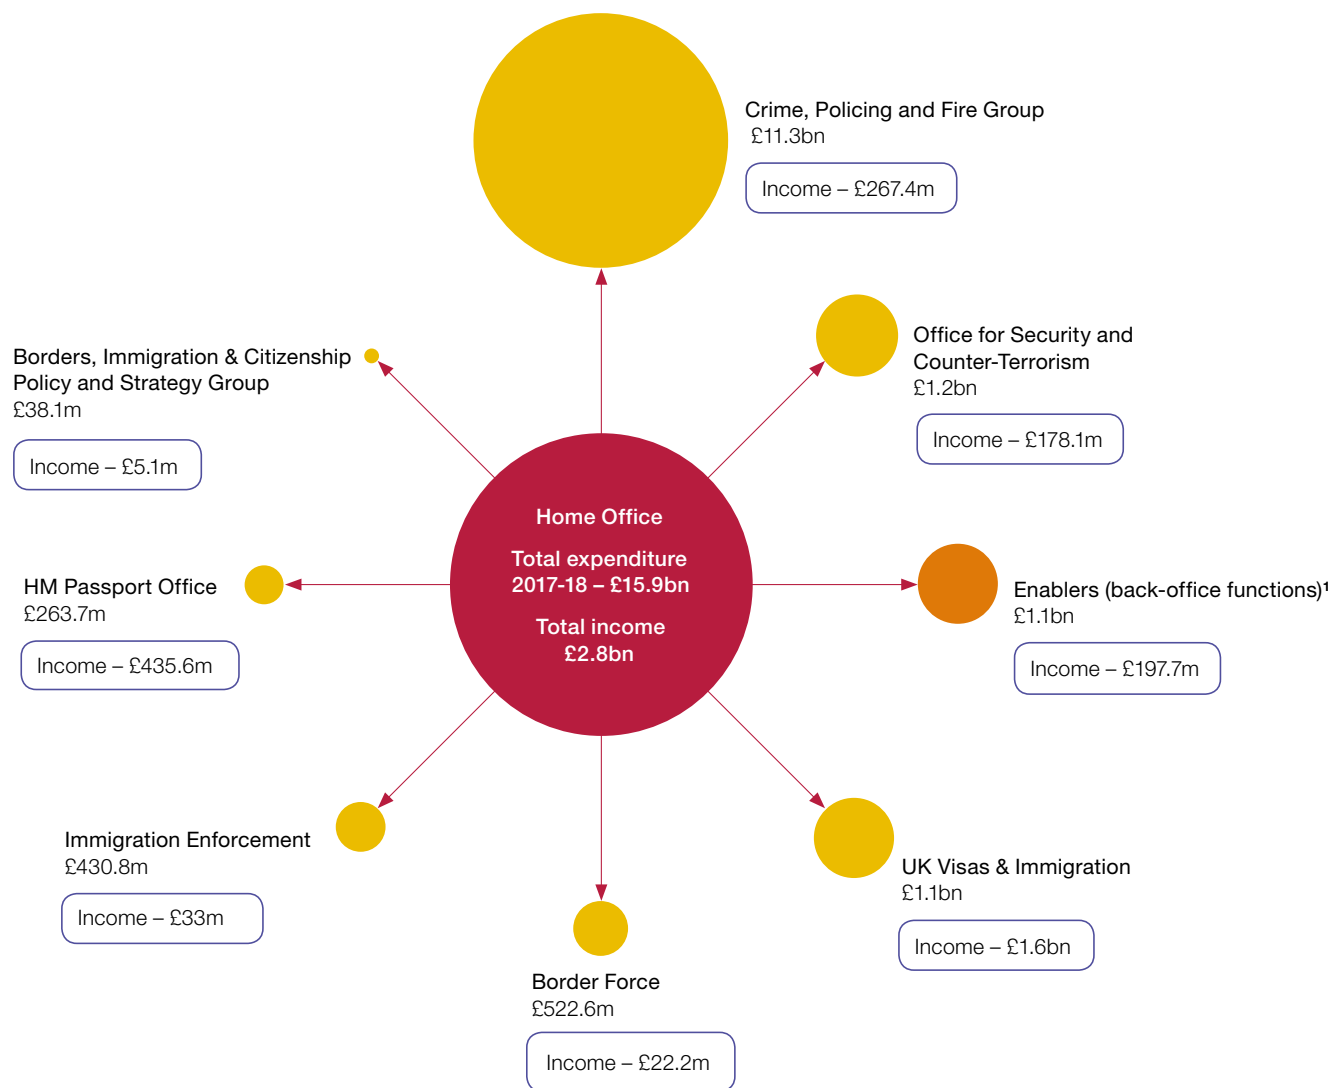 Crime, Policing and Fire Group
£11.3bn
Income – £267.4m
Office for Security and
Counter-Terrorism
£1.2bn
Income – £178.1m
Borders, Immigration & Citizenship
Policy and Strategy Group
£38.1m
Income – £5.1m
Home Office
Total expenditure
2017-18 – £15.9bn
Total income
£2.8bn
HM Passport Office
£263.7m
Income – £435.6m
Enablers (back-office functions)¹
£1.1bn
Income – £197.7m
Immigration Enforcement
£430.8m
Income – £33m
UK Visas & Immigration
£1.1bn
Income – £1.6bn
Border Force
£522.6m
Income – £22.2m